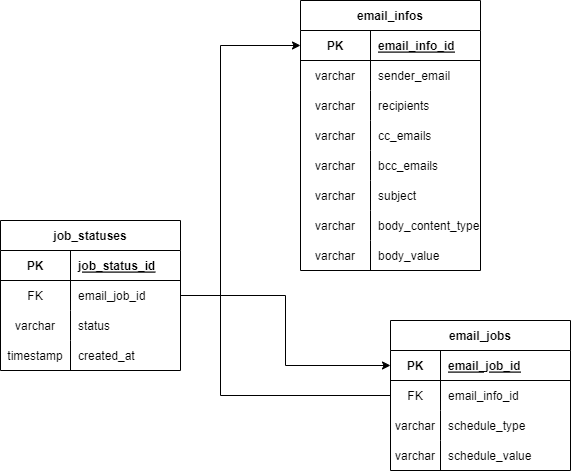 email_infos
PK email_info_id
varchar sender_email
varchar recipients
varchar cc_emails
varchar bcc_emails
varchar subject
varchar body_content_type
varchar body_value
job_statuses
PK job_status_id
FK email_job_id
varchar status
timestamp created_at
email_jobs
PK email_job_id
FK email_info_id
varchar schedule_type
varchar schedule_value